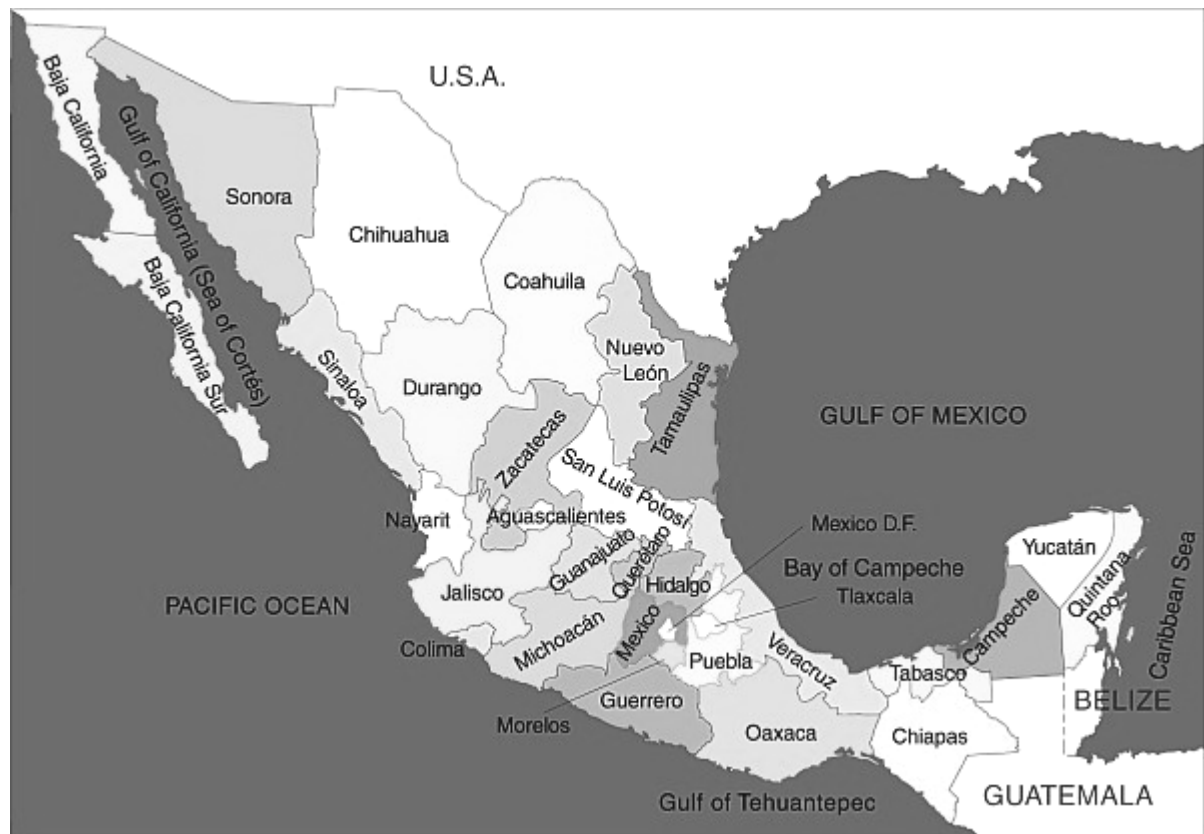 U.S.A.
Baja California
Gulf of California (Sea of Cortés)
Sonora
Chihuahua
Coahuila
Baja California Sur
Sinaloa
Durango
Nuevo
León
Tamaulipas
Zacatecas
GULF OF MEXICO
San Luis Potosí
Nayarit
Aguascalientes
Mexico D.F.
Guanajuato
Querétaro
Yucatán
Bay of Campeche
Hidalgo
Jalisco
Tlaxcala
Quintana
Roo
Caribbean Sea
PACIFIC OCEAN
Campeche
Colima
Michoacán
Mexico
Puebla
Veracruz
Tabasco
Guerrero
BELIZE
Morelos
Oaxaca
Chiapas
GUATEMALA
Gulf of Tehuantepec